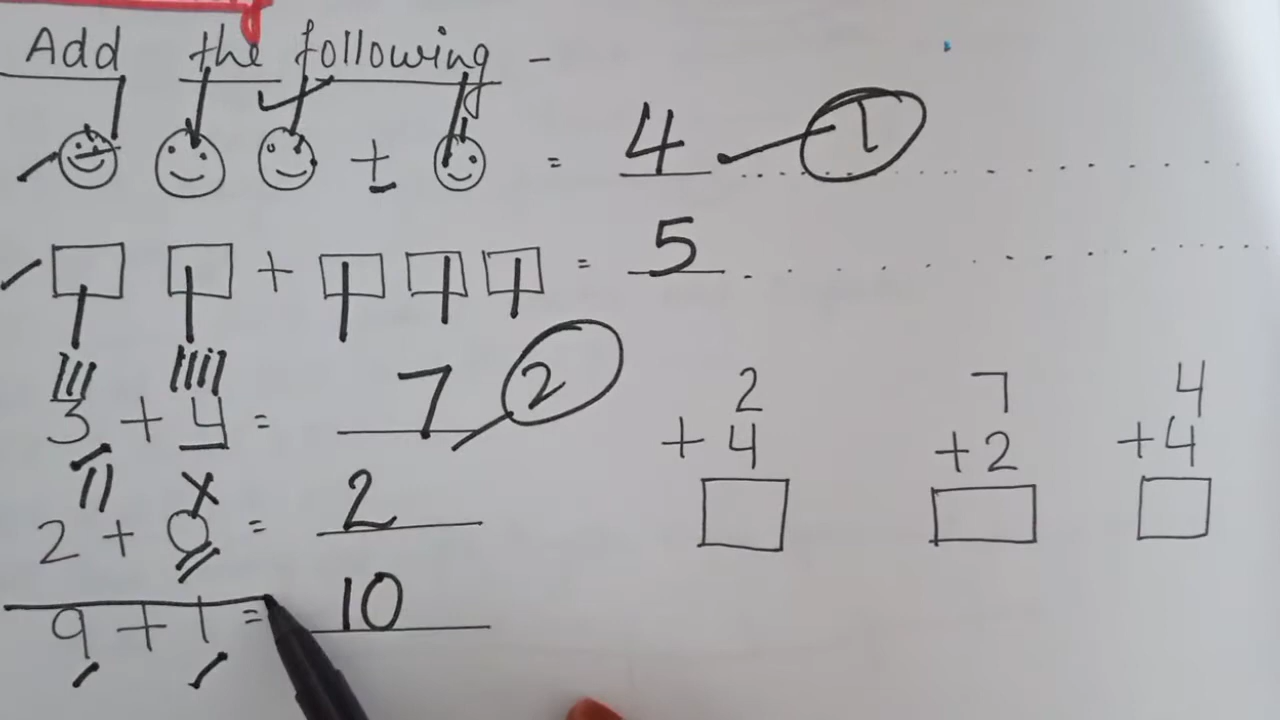 Add the following -
+ = 4 1
+ = 5
3 + 4 = 7 2
2 + 0 = 2
9 + 1 = 10
2 7 4
+ 4 + 2 + 4